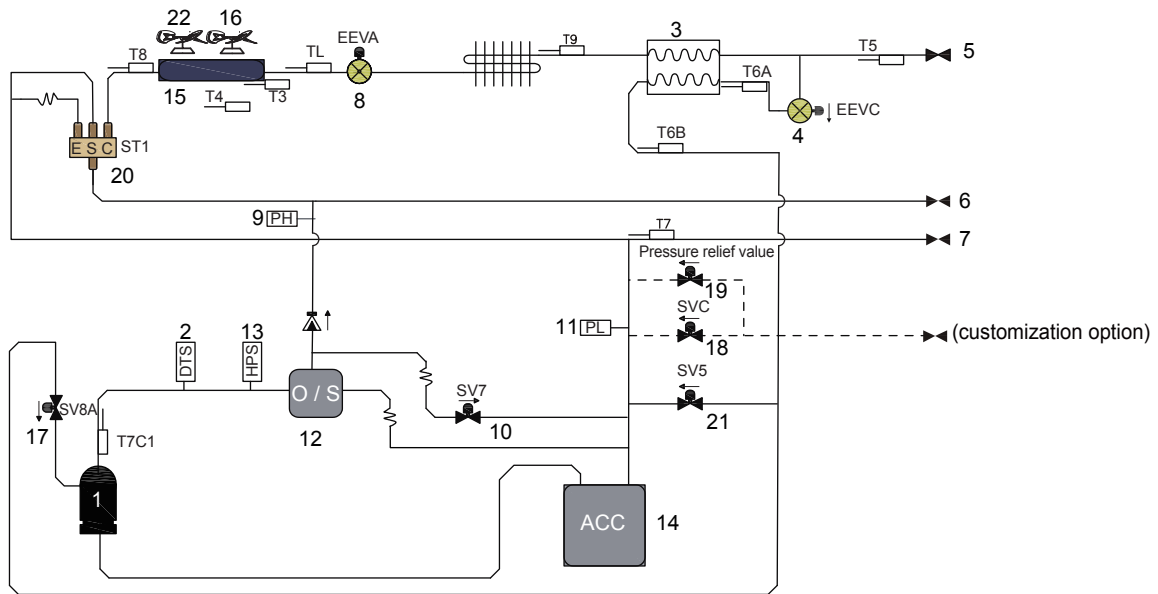 22 16
T8
TL
EEVA
T9
3
T5
5
15
T4
T3
8
T6A
EEVC
4
E S C
ST1
20
T6B
6
9 PH
T7
7
Pressure relief value
19
2
13
DTS
HPS
11 PL
SVC
18
(customization option)
SV8A
17
O / S
12
SV7
10
SV5
21
T7C1
1
ACC
14